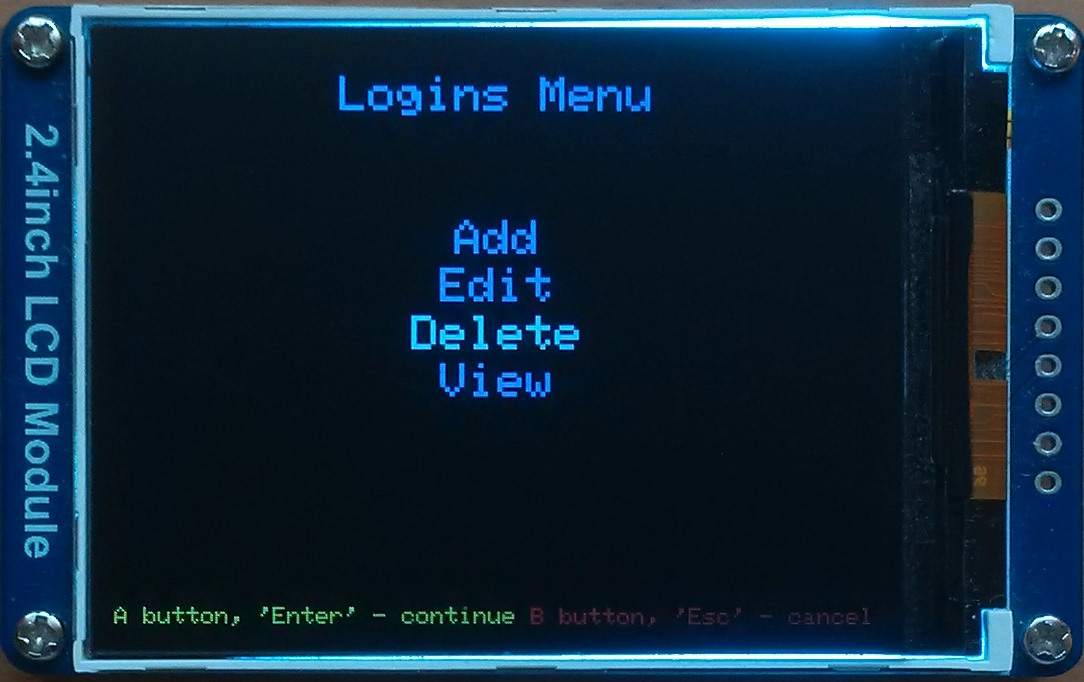 2.4inch LCD Module
Logins Menu
Add
Edit
Delete
View
A button, 'Enter' - continue B button, 'Esc' - cancel